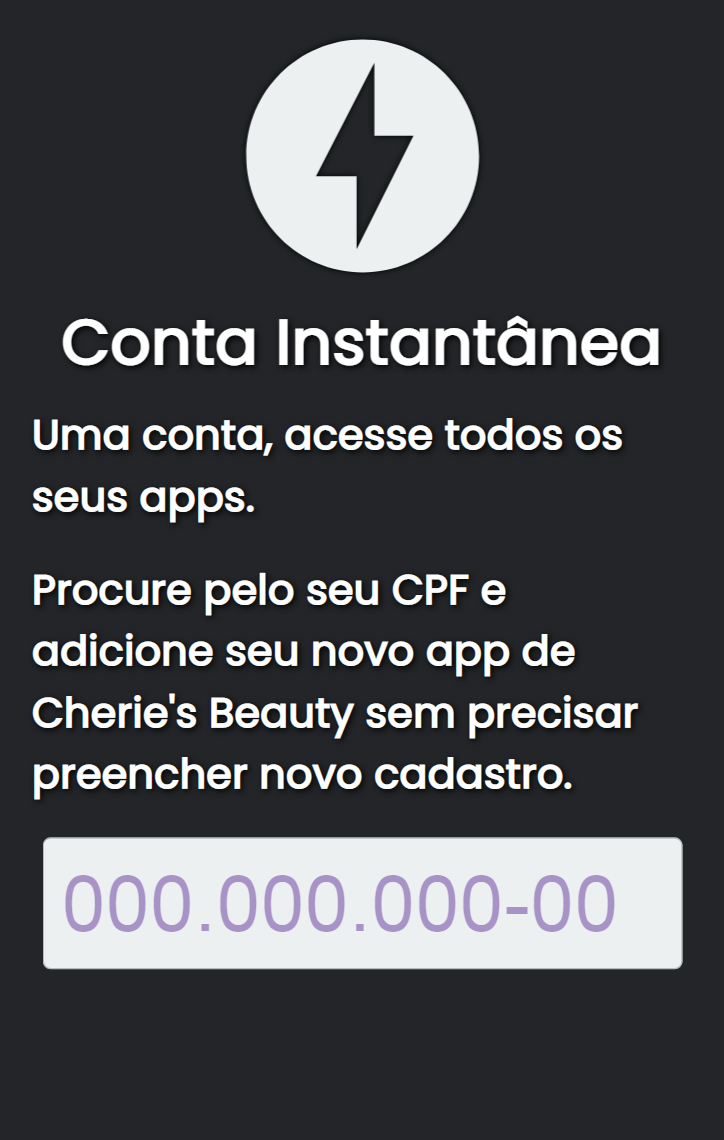 Conta Instantânea
Uma conta, acesse todos os
seus apps.
Procure pelo seu CPF e
adicione seu novo app de
Cherie's Beauty sem precisar
preencher novo cadastro.
000.000.000-00